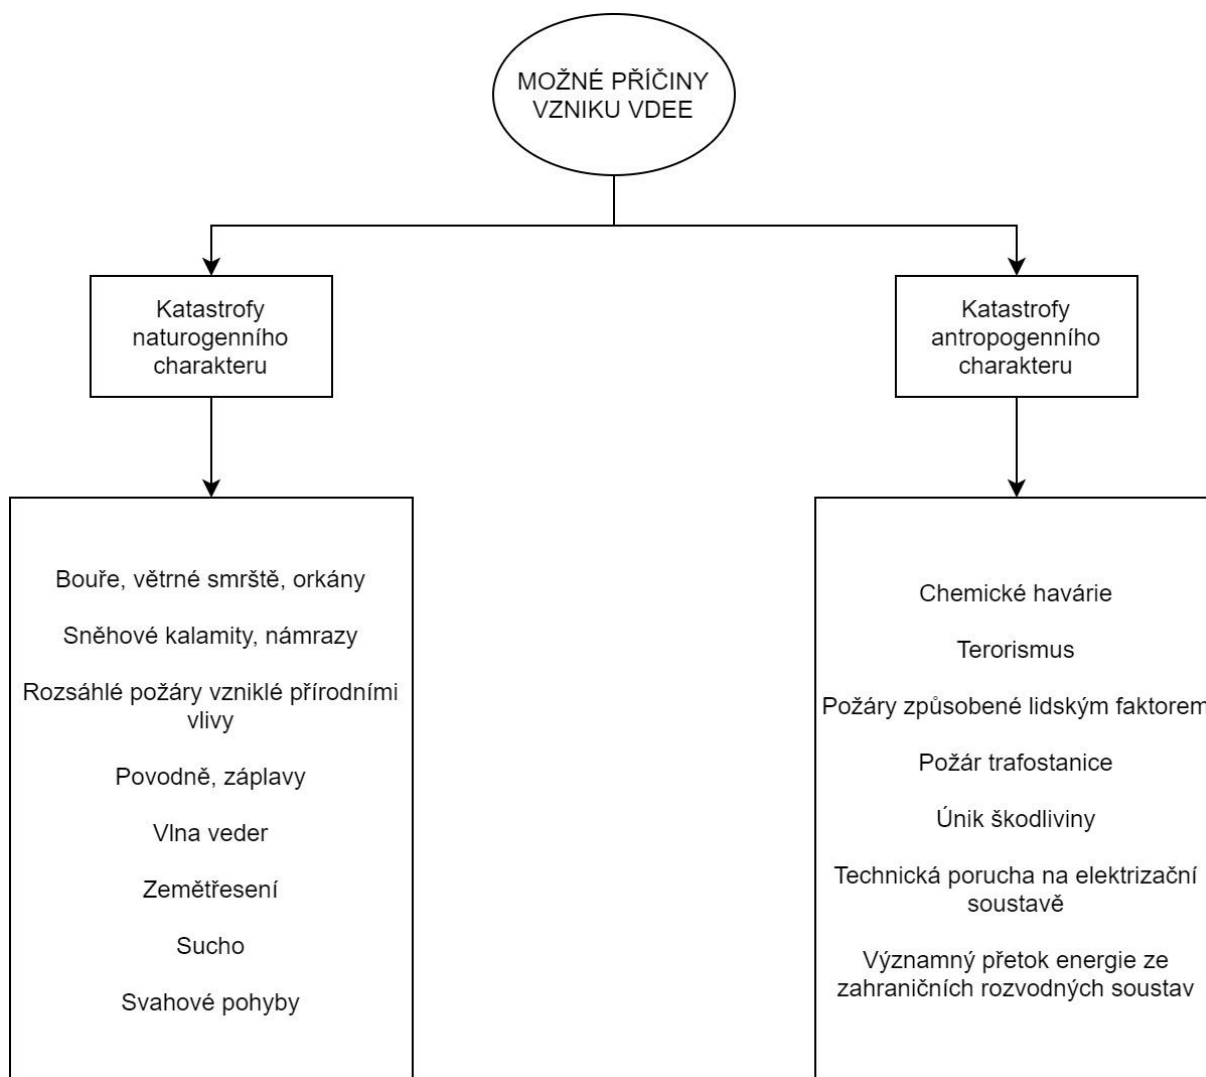 MOŽNÉ PŘÍČINY
VZNIKU VDEE
Katastrofy
naturogenního
charakteru
Katastrofy
antropogenního
charakteru
Bouře, větrné smrště, orkány
Sněhové kalamity, námrazy
Rozsáhlé požáry vzniklé přírodními
vlivy
Povodně, záplavy
Vlna veder
Zemětřesení
Sucho
Svahové pohyby
Chemické havárie
Terorismus
Požáry způsobené lidským faktorem
Požár trafostanice
Únik škodliviny
Technická porucha na elektrizační
soustavě
Významný přetok energie ze
zahraničních rozvodných soustav